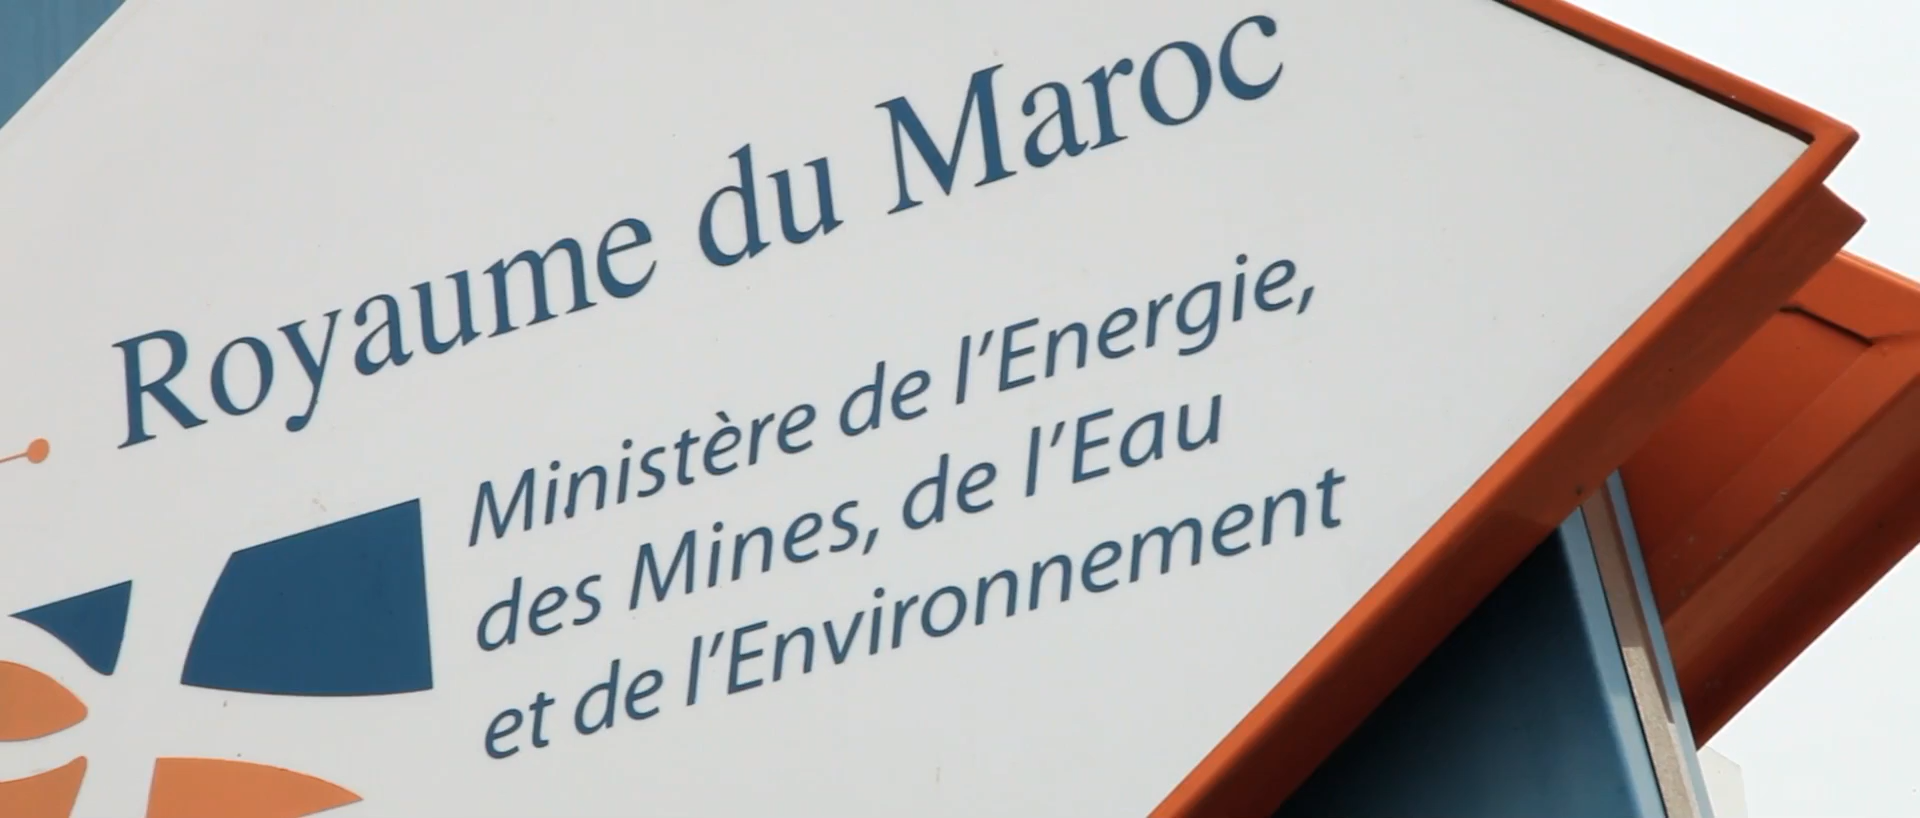 Royaume du Maroc
Ministère de l'Energie,
des Mines, de l'Eau
et de l'Environnement